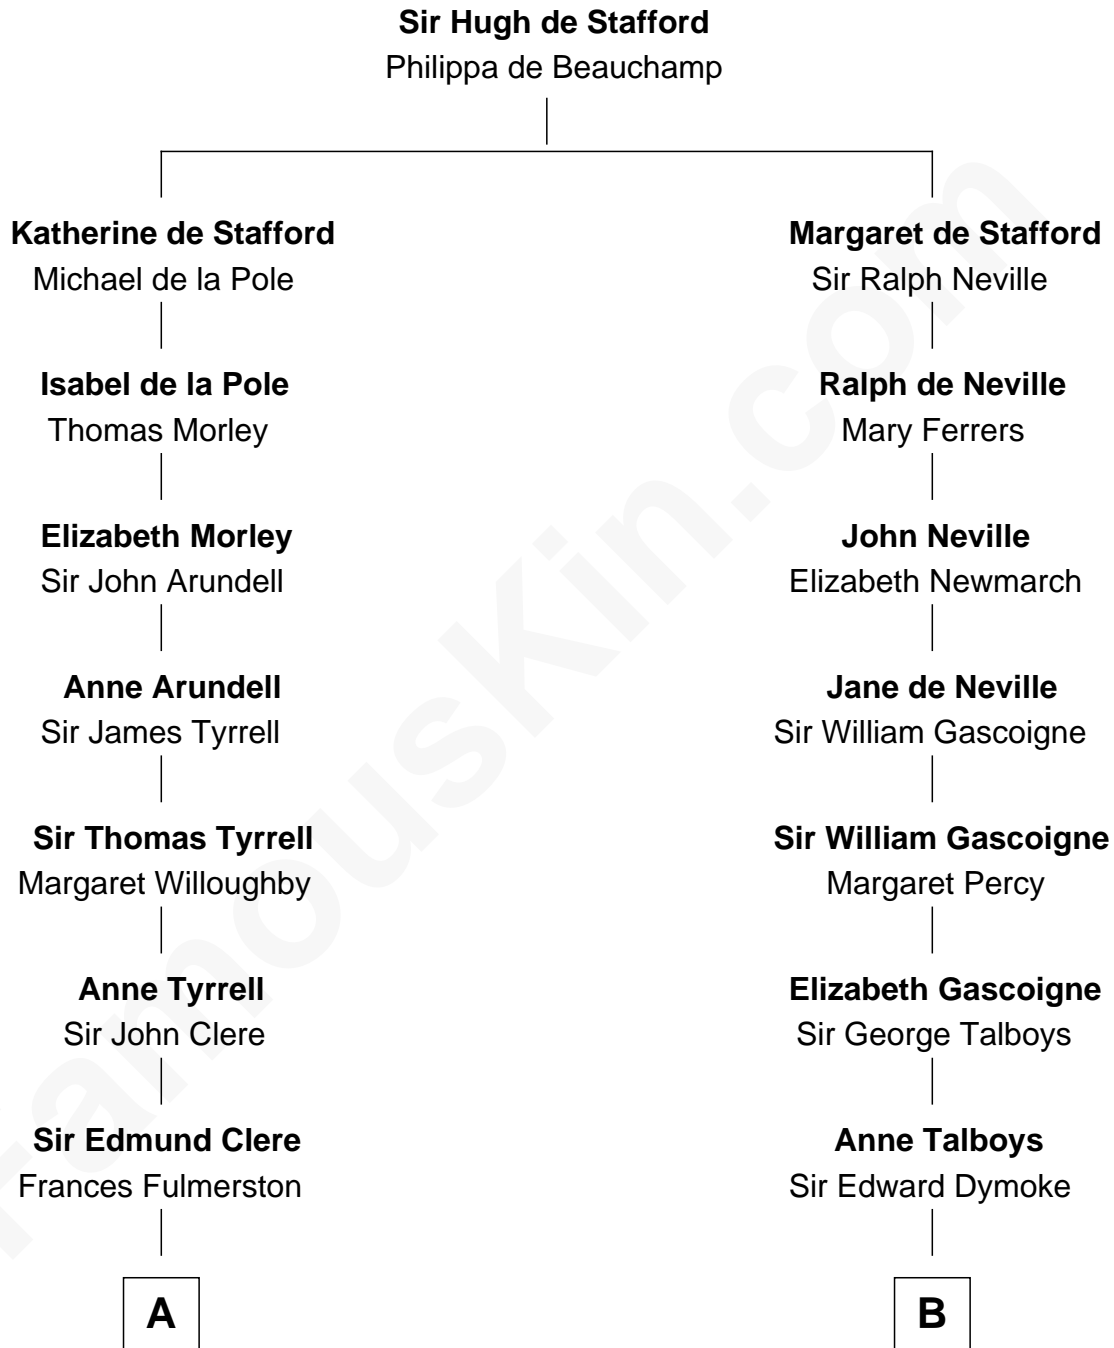 Sir Hugh de Stafford
Philippa de Beauchamp
Katherine de Stafford
Michael de la Pole
Margaret de Stafford
Sir Ralph Neville
Isabel de la Pole
Thomas Morley
Ralph de Neville
Mary Ferrers
Elizabeth Morley
Sir John Arundell
John Neville
Elizabeth Newmarch
Anne Arundell
Sir James Tyrrell
Jane de Neville
Sir William Gascoigne
Sir Thomas Tyrrell
Margaret Willoughby
Sir William Gascoigne
Margaret Percy
Anne Tyrrell
Sir John Clere
Elizabeth Gascoigne
Sir George Talboys
Sir Edmund Clere
Frances Fulmerston
Anne Talboys
Sir Edward Dymoke
A
B
FamousKin.com